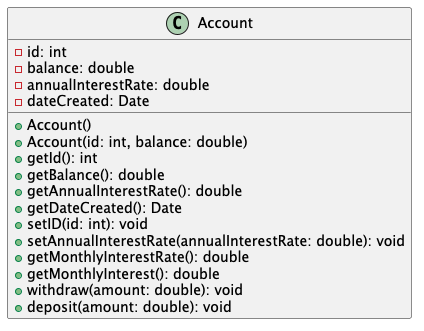 C Account
id: int
balance: double
annualInterestRate: double
dateCreated: Date
Account()
Account(id: int, balance: double)
getId(): int
getBalance(): double
getAnnualInterestRate(): double
getDateCreated(): Date
setID(id: int): void
setAnnualInterestRate(annualInterestRate: double): void
getMonthlyInterestRate(): double
getMonthlyInterest(): double
withdraw(amount: double): void
deposit(amount: double): void